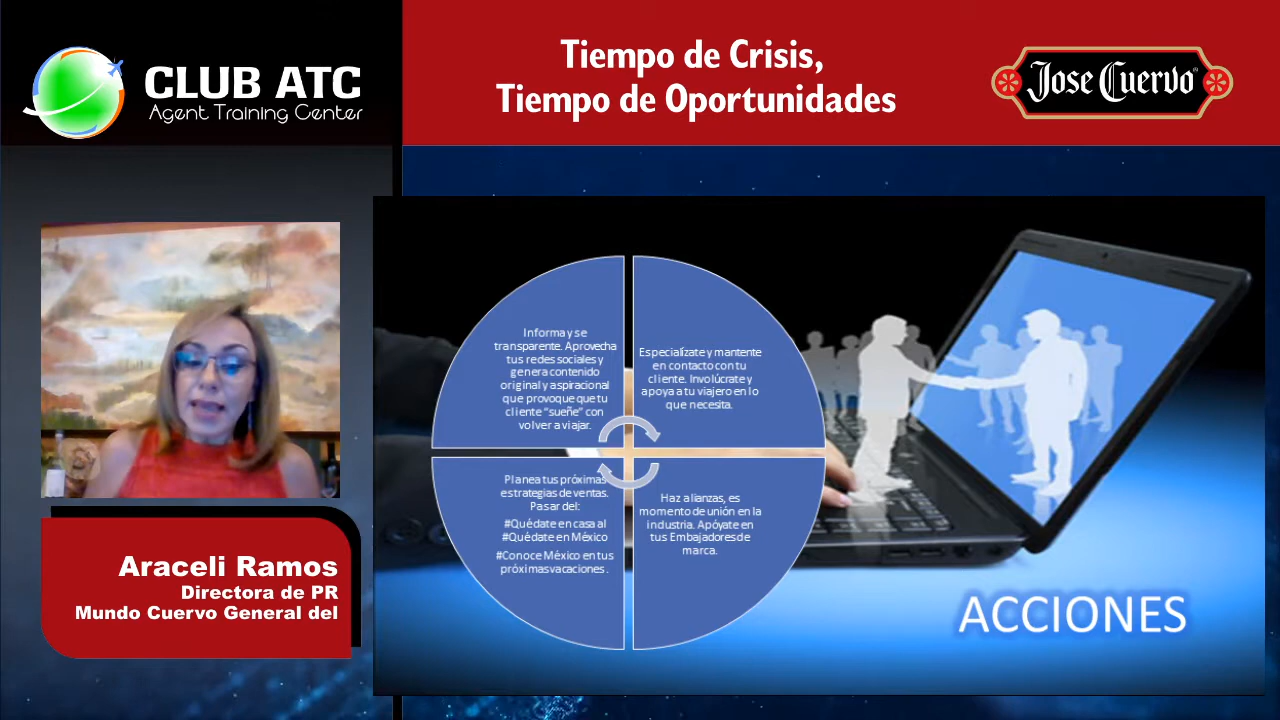 CLUB ATC
Agent Training Center
Tiempo de Crisis,
Tiempo de Oportunidades
Jose Cuervo®
Informa y se
transparente. Aprovecha
tus redes sociales y
genera contenido
original y aspiracional
que provoque que tu
cliente "sueñe" con
volver a viajar.
Especialízate y mantente
en contacto con tu
cliente. Involúcrate y
apoya a tu viajero en lo
que necesita.
Planea tus próximas
estrategias de ventas.
Pasar del:
#Quédate en casa al
#Quédate en México
#Conoce México en tus
próximas vacaciones.
Haz alianzas, es
momento de unión en la
industria. Apóyate en
tus Embajadores de
marca.
ACCIONES
Araceli Ramos
Directora de PR
Mundo Cuervo General del